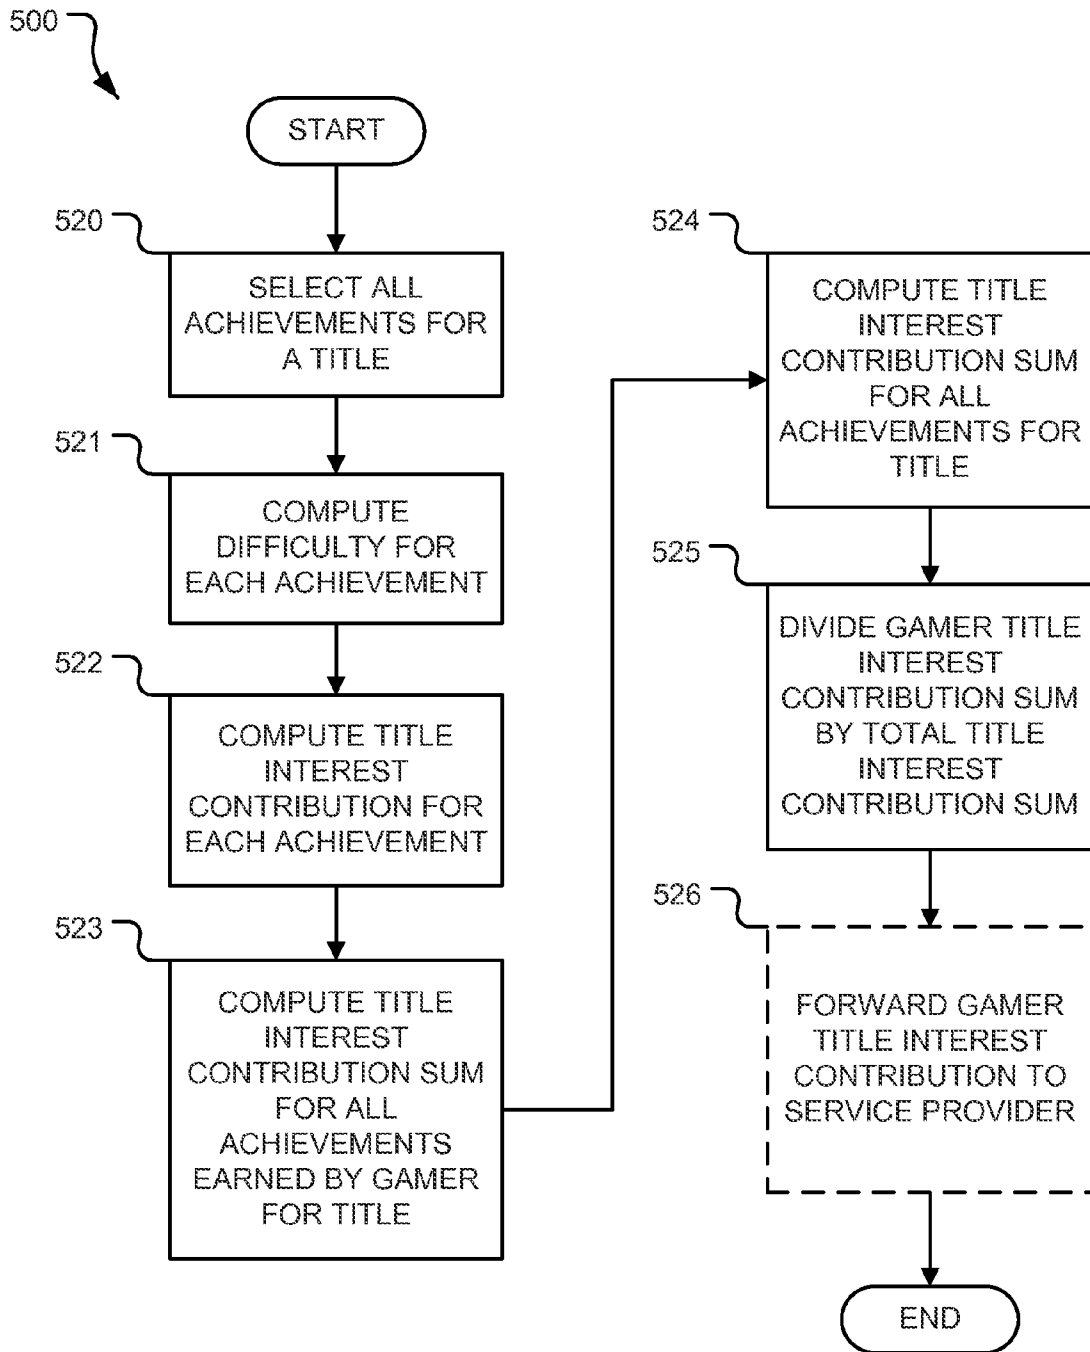 500
START
520
SELECT ALL
ACHIEVEMENTS FOR
A TITLE
521
COMPUTE
DIFFICULTY FOR
EACH ACHIEVEMENT
522
COMPUTE TITLE
INTEREST
CONTRIBUTION FOR
EACH ACHIEVEMENT
523
COMPUTE TITLE
INTEREST
CONTRIBUTION SUM
FOR ALL
ACHIEVEMENTS
EARNED BY GAMER
FOR TITLE
524
COMPUTE TITLE
INTEREST
CONTRIBUTION SUM
FOR ALL
ACHIEVEMENTS FOR
TITLE
525
DIVIDE GAMER TITLE
INTEREST
CONTRIBUTION SUM
BY TOTAL TITLE
INTEREST
CONTRIBUTION SUM
526
FORWARD GAMER
TITLE INTEREST
CONTRIBUTION TO
SERVICE PROVIDER
END